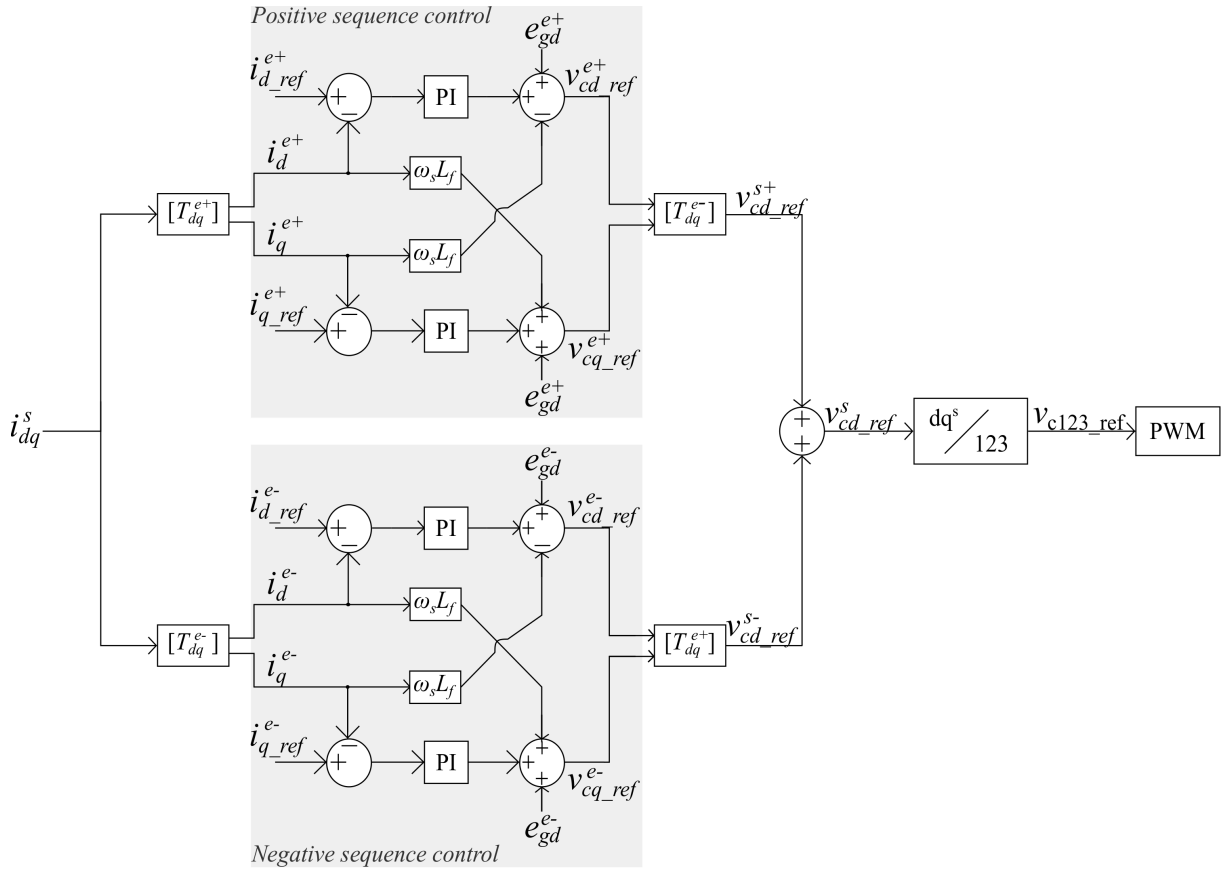 Positive sequence control
e_gd^e+
i_d_ref^e+
+
−
PI
+
+
−
v_cd_ref^e+
i_d^e+
ω_sL_f
[T_dq^e+]
[T_dq^e-]
v_cd_ref^s+
i_q^e+
ω_sL_f
i_q_ref^e+
−
+
PI
+
+
+
v_cq_ref^e+
e_gd^e+
i_dq^s
+
+
v_cd_ref^s
dq^s
123
v_c123_ref
PWM
e_gd^e-
i_d_ref^e-
+
−
PI
+
+
−
v_cd_ref^e-
i_d^e-
ω_sL_f
[T_dq^e-]
[T_dq^e+]
v_cd_ref^s-
i_q^e-
ω_sL_f
i_q_ref^e-
−
+
PI
+
+
+
v_cq_ref^e-
e_gd^e-
Negative sequence control